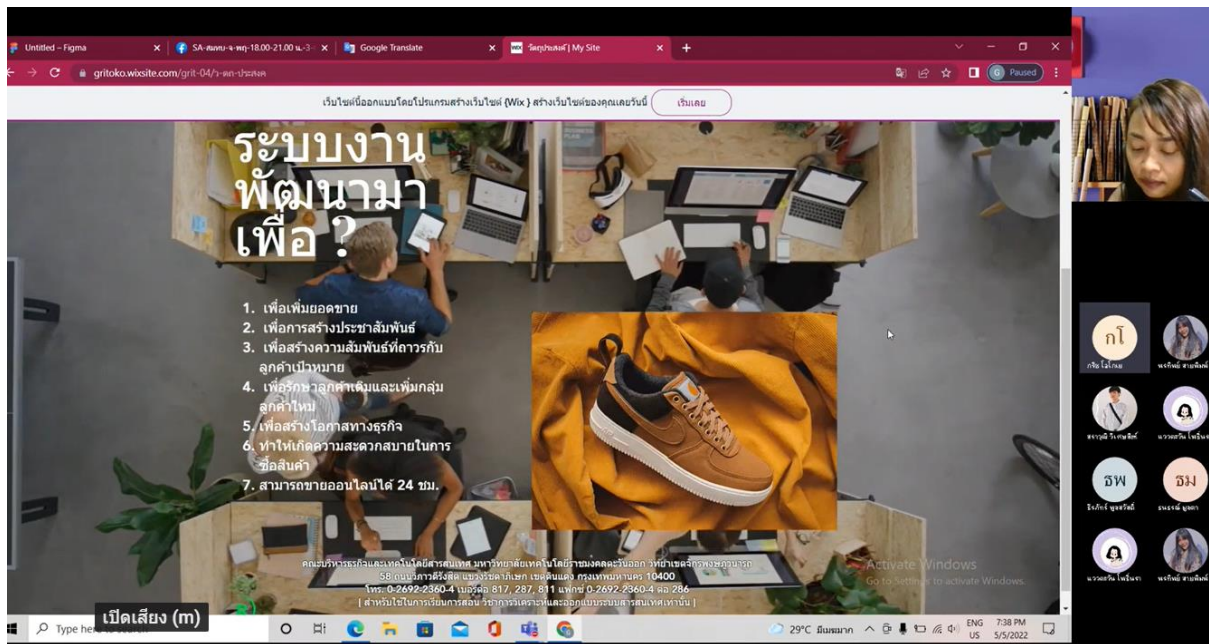 Untitled – Figma
SA-สมทบ-จ-พฤ-18.00-21.00 น.-3-
Google Translate
วัตถุประสงค์ | My Site
gritoko.wixsite.com/grit-04/ว-ตถ-ประสงค
Paused
เว็บไซต์นี้ออกแบบโดยโปรแกรมสร้างเว็บไซต์ {Wix } สร้างเว็บไซต์ของคุณเลยวันนี้ เริ่มเลย
ระบบงาน
พัฒนามา
เพื่อ ?
1. เพื่อเพิ่มยอดขาย
2. เพื่อการสร้างประชาสัมพันธ์
3. เพื่อสร้างความสัมพันธ์ที่ถาวรกับ
ลูกค้าเป้าหมาย
4. เพื่อรักษาลูกค้าเดิมและเพิ่มกลุ่ม
ลูกค้าใหม่
5. เพื่อสร้างโอกาสทางธุรกิจ
6. ทำให้เกิดความสะดวกสบายในการ
ซื้อสินค้า
7. สามารถขายออนไลน์ได้ 24 ชม.
คณะบริหารธุรกิจและเทคโนโลยีสารสนเทศ มหาวิทยาลัยเทคโนโลยีราชมงคลตะวันออก วิทยาเขตจักรพงษภูวนารถ
58 ถนนวิภาวดีรังสิต แขวงรัชดาภิเษก เขตดินแดง กรุงเทพมหานคร 10400
โทร. 0-2692-2360-4 เบอร์ต่อ 817, 287, 811 แฟกซ์ 0-2692-2360-4 ต่อ 286
| สำหรับใช้ในการเรียนการสอน วิชาการวิเคราะห์และออกแบบระบบสารสนเทศเท่านั้น |
Activate Windows
Go to Settings to activate Windows.
เปิดเสียง (m)
Type here
29°C มีเมฆมาก
ENG
US
7:38 PM
5/5/2022
กโ
ธพ
ธม